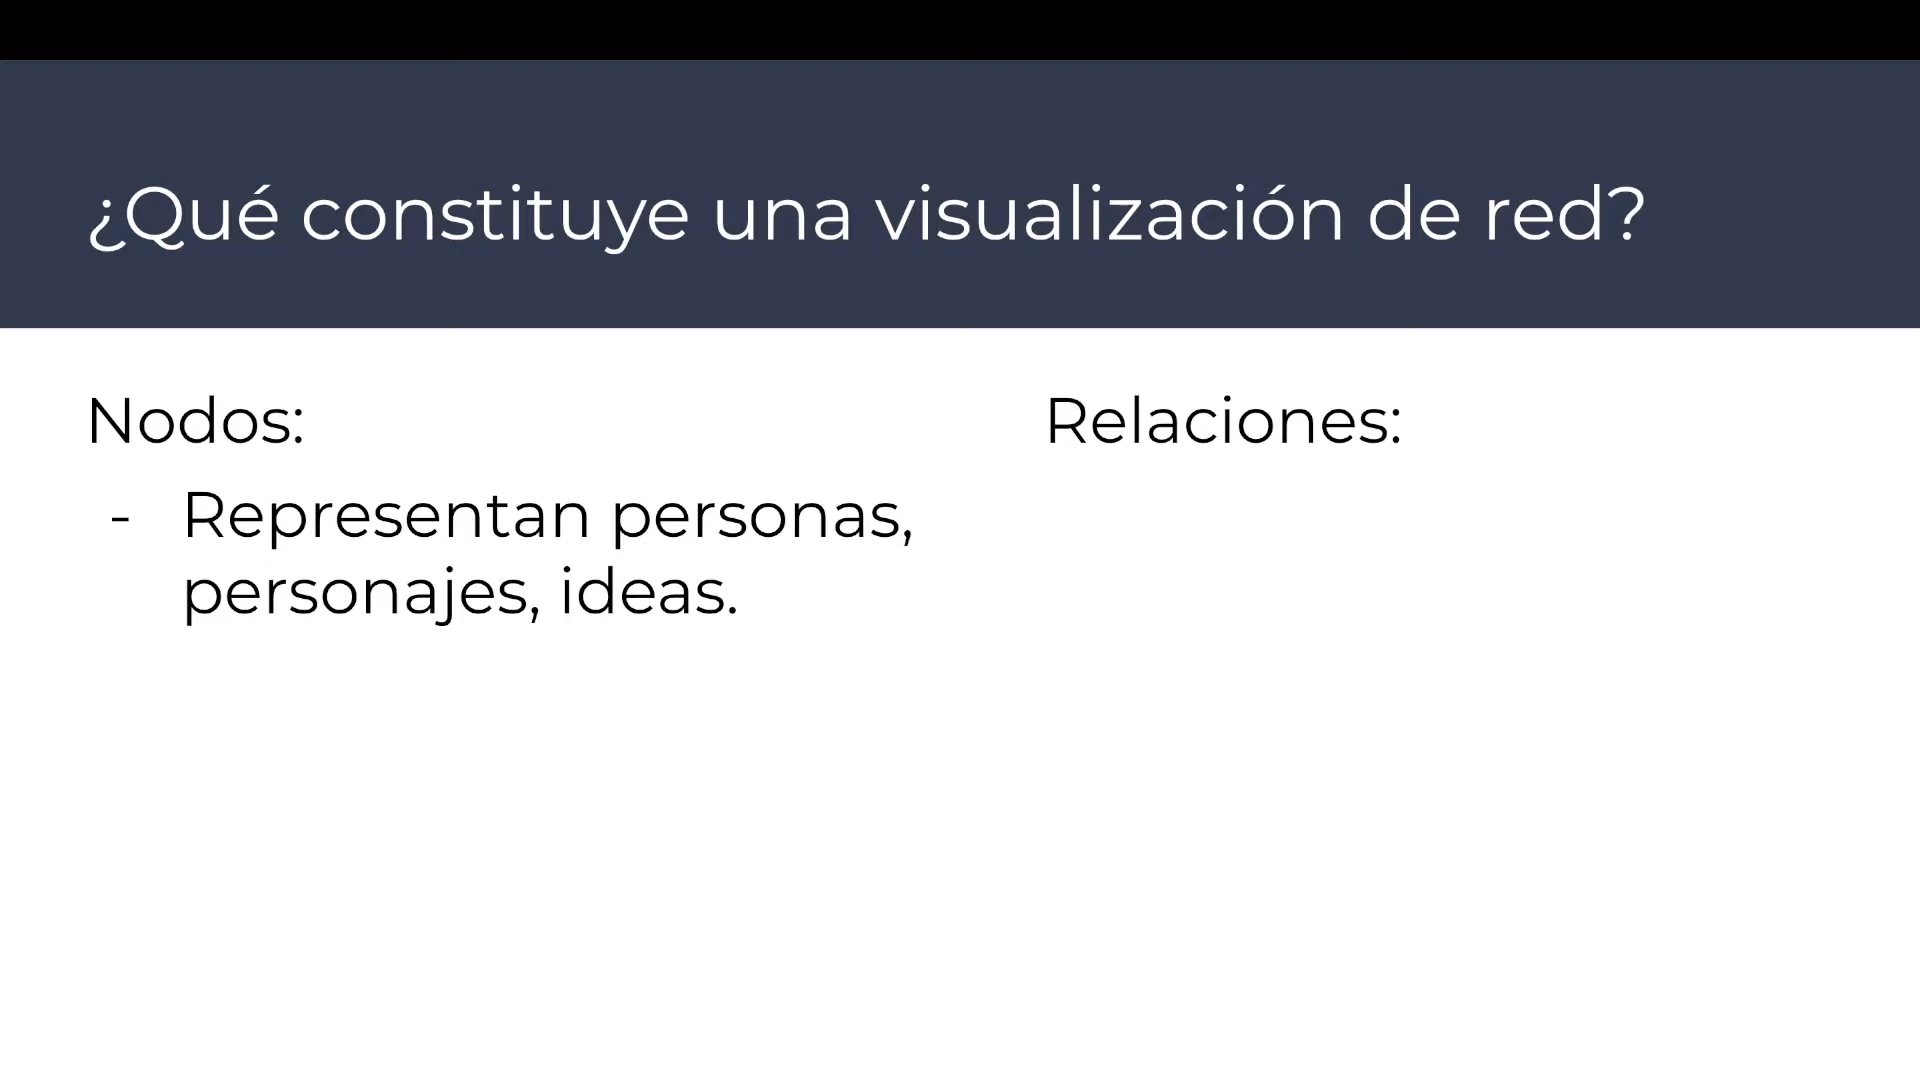 ¿Qué constituye una visualización de red?
Nodos:
- Representan personas,
personajes, ideas.
Relaciones: